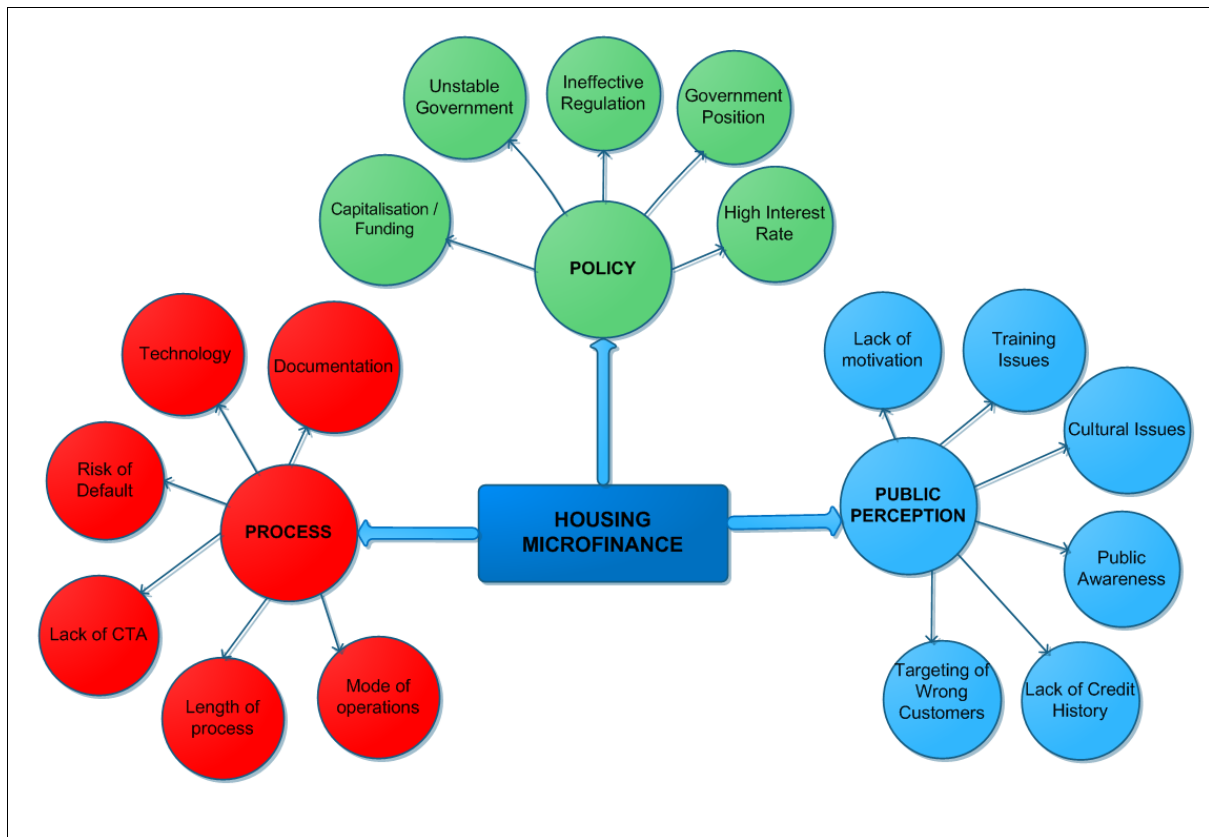 Unstable
Government
Ineffective
Regulation
Government
Position
Capitalisation /
Funding
High Interest
Rate
POLICY
Technology
Documentation
Risk of
Default
PROCESS
Lack of CTA
Length of
process
Mode of
operations
HOUSING
MICROFINANCE
Lack of
motivation
Training
Issues
Cultural Issues
PUBLIC
PERCEPTION
Public
Awareness
Targeting of
Wrong
Customers
Lack of Credit
History